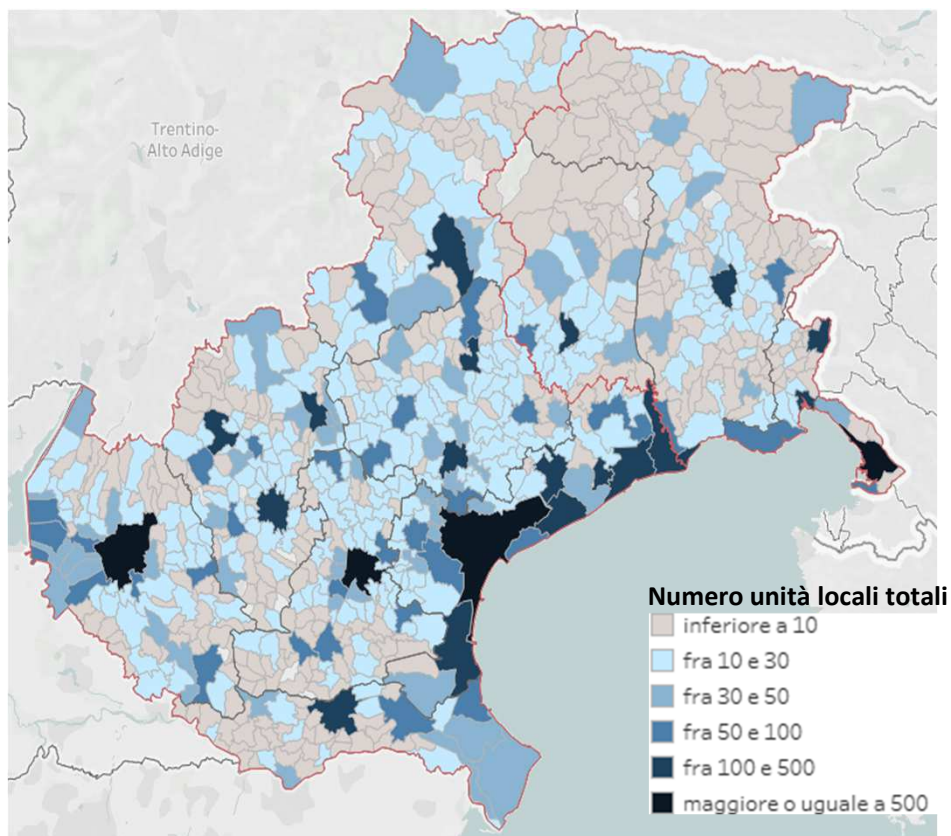 Trentino-
Alto Adige
Numero unità locali totali
inferiore a 10
fra 10 e 30
fra 30 e 50
fra 50 e 100
fra 100 e 500
maggiore o uguale a 500